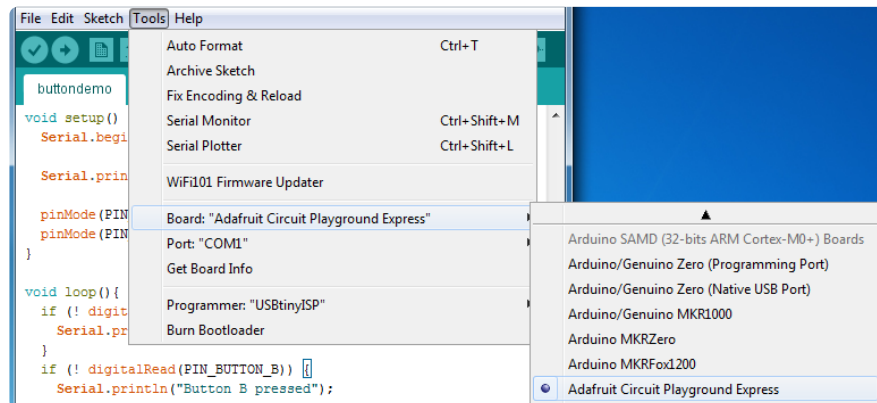 File Edit Sketch Tools Help
Auto Format Ctrl+T
Archive Sketch
Fix Encoding & Reload
Serial Monitor Ctrl+Shift+M
Serial Plotter Ctrl+Shift+L
WiFi101 Firmware Updater
Board: "Adafruit Circuit Playground Express"
Port: "COM1"
Get Board Info
Programmer: "USBtinyISP"
Burn Bootloader
Arduino SAMD (32-bits ARM Cortex-M0+) Boards
Arduino/Genuino Zero (Programming Port)
Arduino/Genuino Zero (Native USB Port)
Arduino/Genuino MKR1000
Arduino MKRZero
Arduino MKRFox1200
Adafruit Circuit Playground Express
buttondemo
void setup()
Serial.begi
Serial.prin
pinMode(PIN
pinMode(PIN
}
void loop(){
if (! digit
Serial.pr
}
if (! digitalRead(PIN_BUTTON_B)) {
Serial.println("Button B pressed");